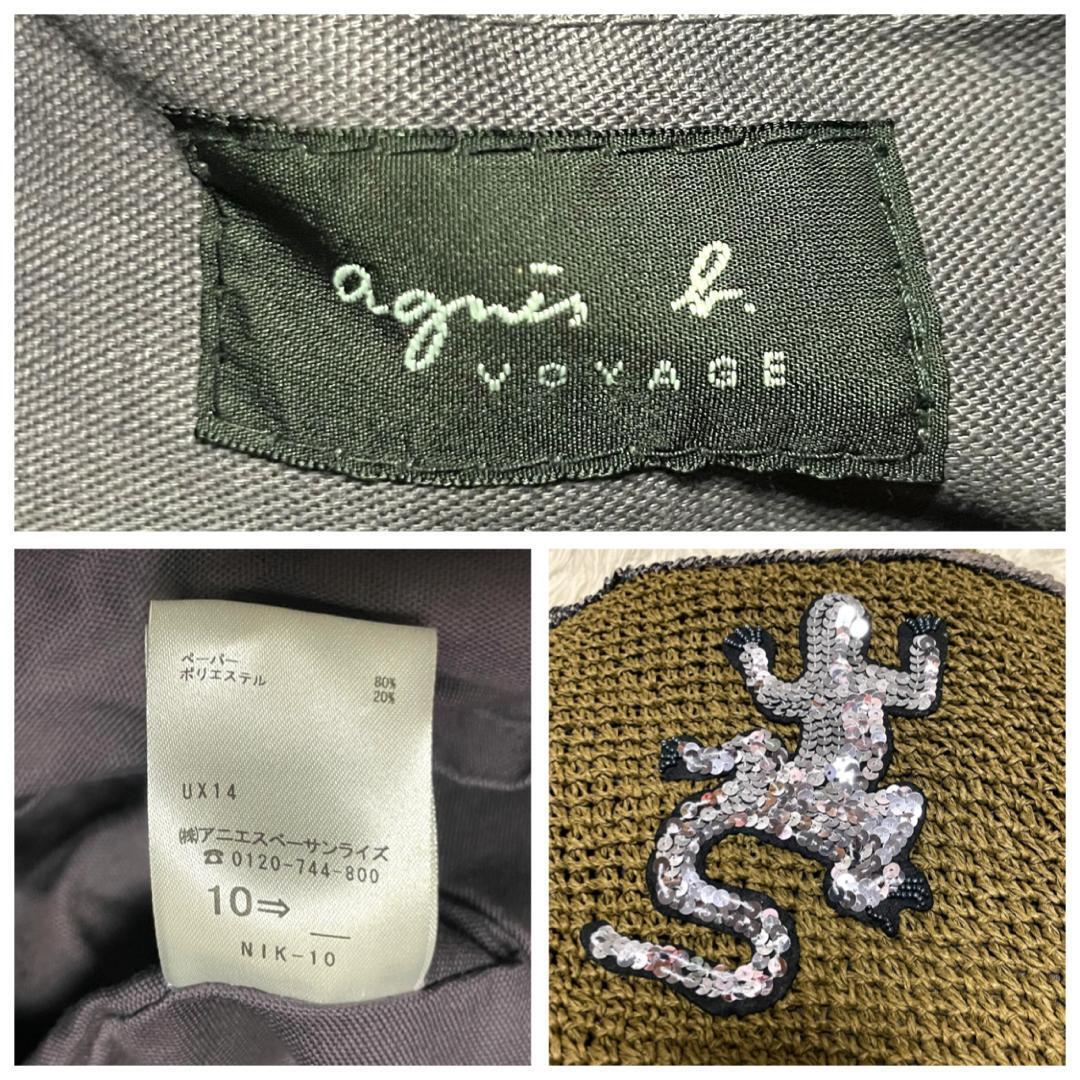 agnès b.
VOYAGE
ペーパー 80%
ポリエステル 20%
UX14
㈱アニエスベーサンライズ
☎ 0120-744-800
10⇒
NIK-10